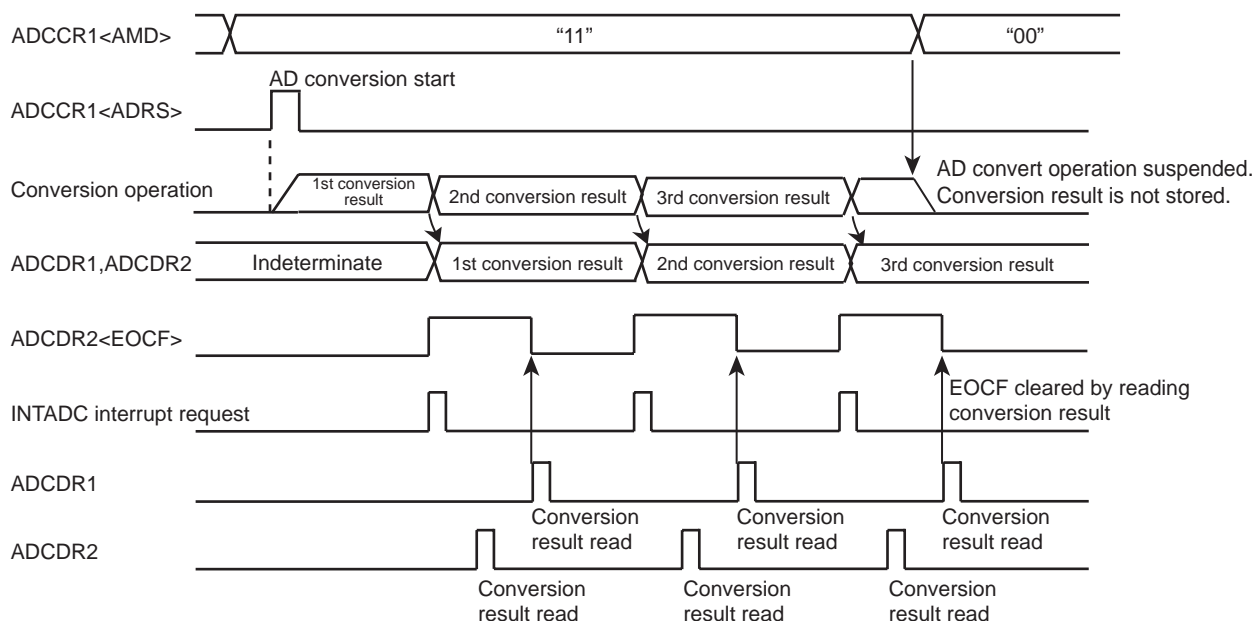 ADCCR1<AMD>
“11”
“00”
AD conversion start
ADCCR1<ADRS>
AD convert operation suspended.
Conversion result is not stored.
Conversion operation
1st conversion
result
2nd conversion result
3rd conversion result
ADCDR1,ADCDR2
Indeterminate
1st conversion result
2nd conversion result
3rd conversion result
ADCDR2<EOCF>
EOCF cleared by reading
conversion result
INTADC interrupt request
ADCDR1
Conversion
result read
Conversion
result read
Conversion
result read
ADCDR2
Conversion
result read
Conversion
result read
Conversion
result read